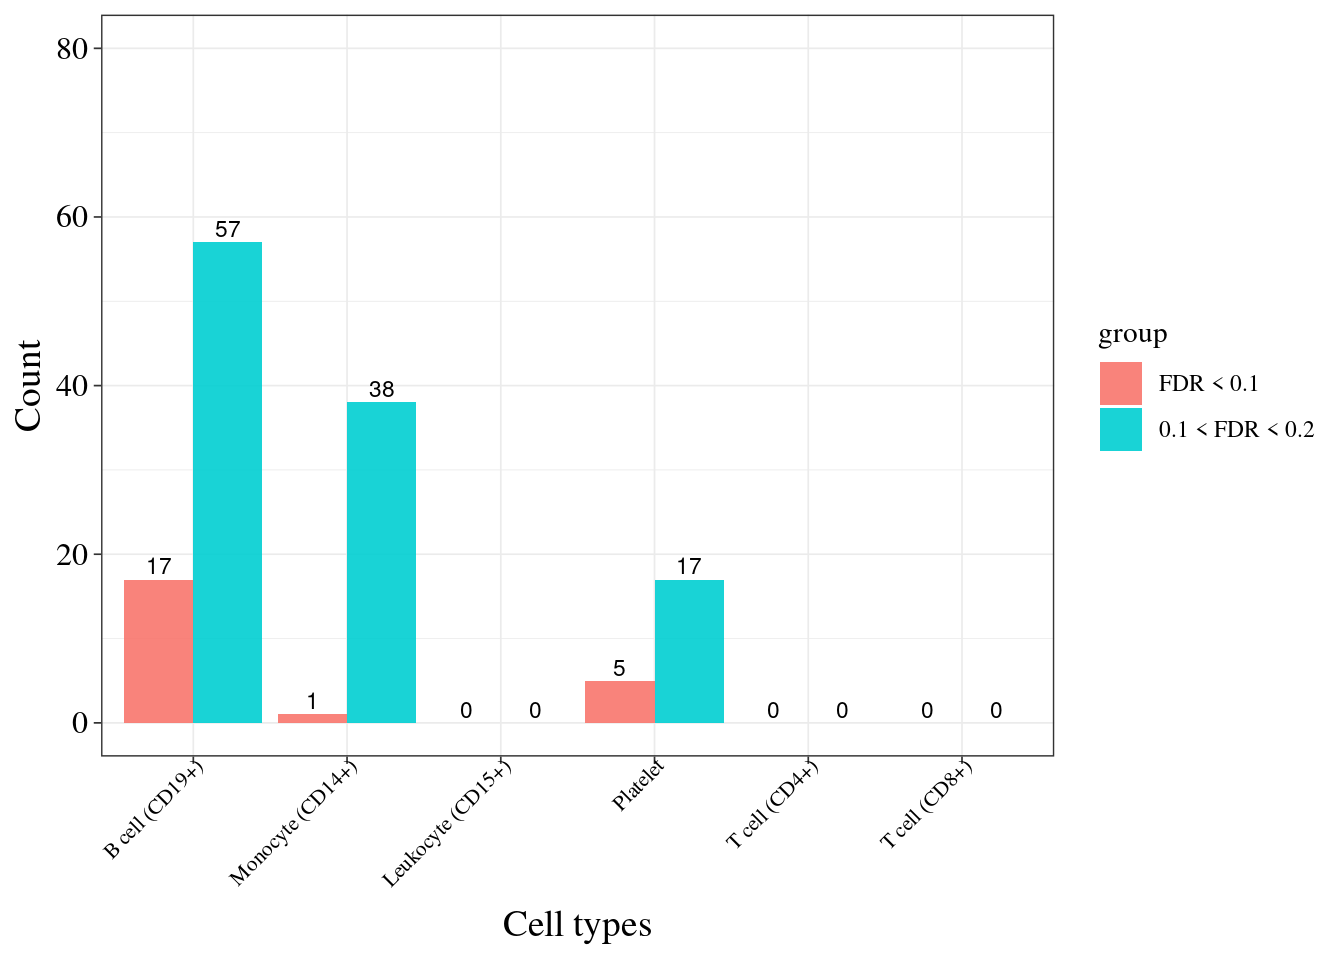 80
60
40
20
0
Count
57
38
17
17
1
5
0
0
0
0
0
0
B cell (CD19+)
Monocyte (CD14+)
Leukocyte (CD15+)
Platelet
T cell (CD4+)
T cell (CD8+)
Cell types
group
FDR < 0.1
0.1 < FDR < 0.2